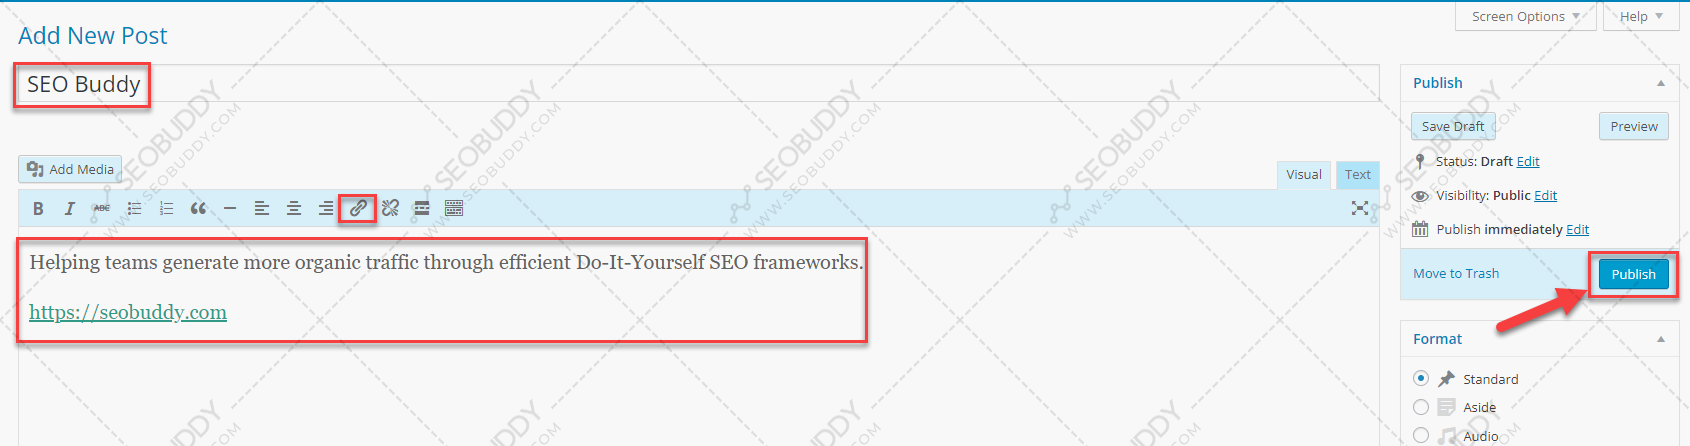 Screen Options
Help
Add New Post
SEO Buddy
Publish
Save Draft
Preview
Add Media
Status: Draft Edit
Visual
Text
Visibility: Public Edit
B I ABC
Publish immediately Edit
Helping teams generate more organic traffic through efficient Do-It-Yourself SEO frameworks.
Move to Trash
Publish
https://seobuddy.com
Format
Standard
Aside
Audio
SEOBUDDY
WWW.SEOBUDDY.COM